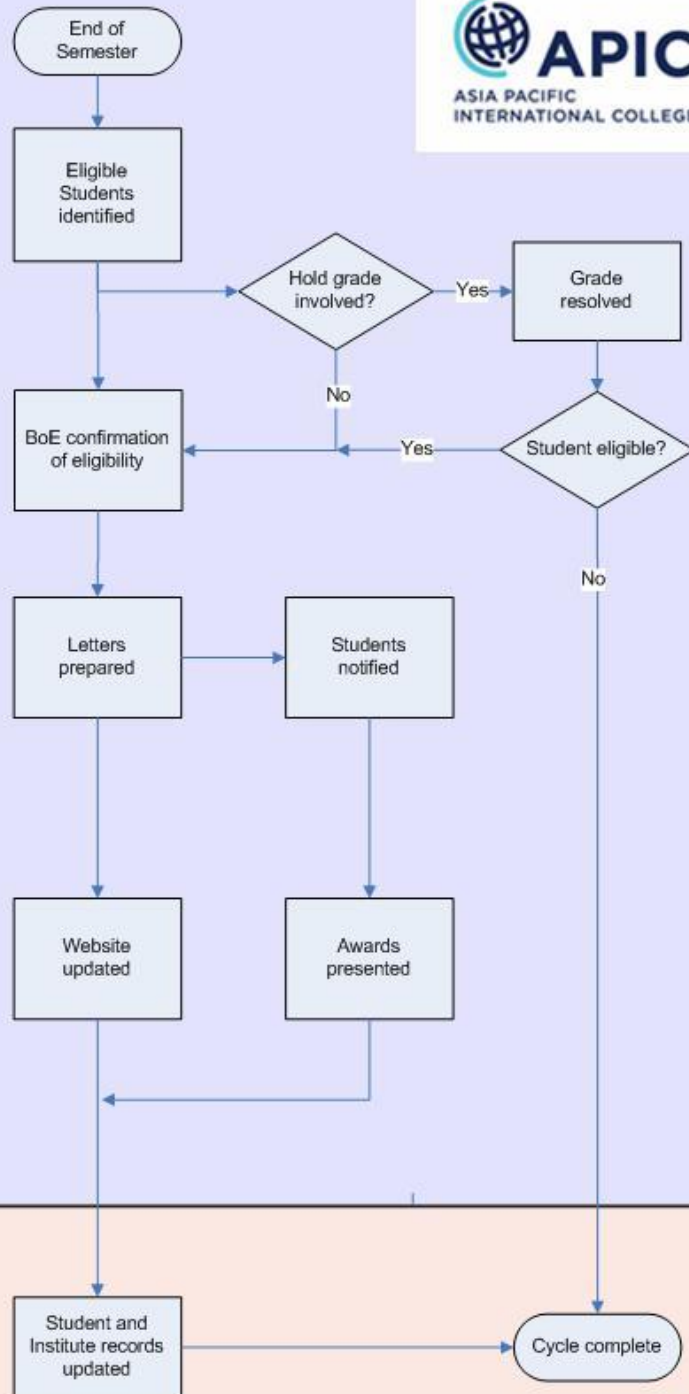 End of
Semester
APIC
ASIA PACIFIC
INTERNATIONAL COLLEGE
Eligible
Students
identified
Hold grade
involved?
Yes
Grade
resolved
No
BoE confirmation
of eligibility
Yes
Student eligible?
No
Letters
prepared
Students
notified
Website
updated
Awards
presented
Student and
Institute records
updated
Cycle complete